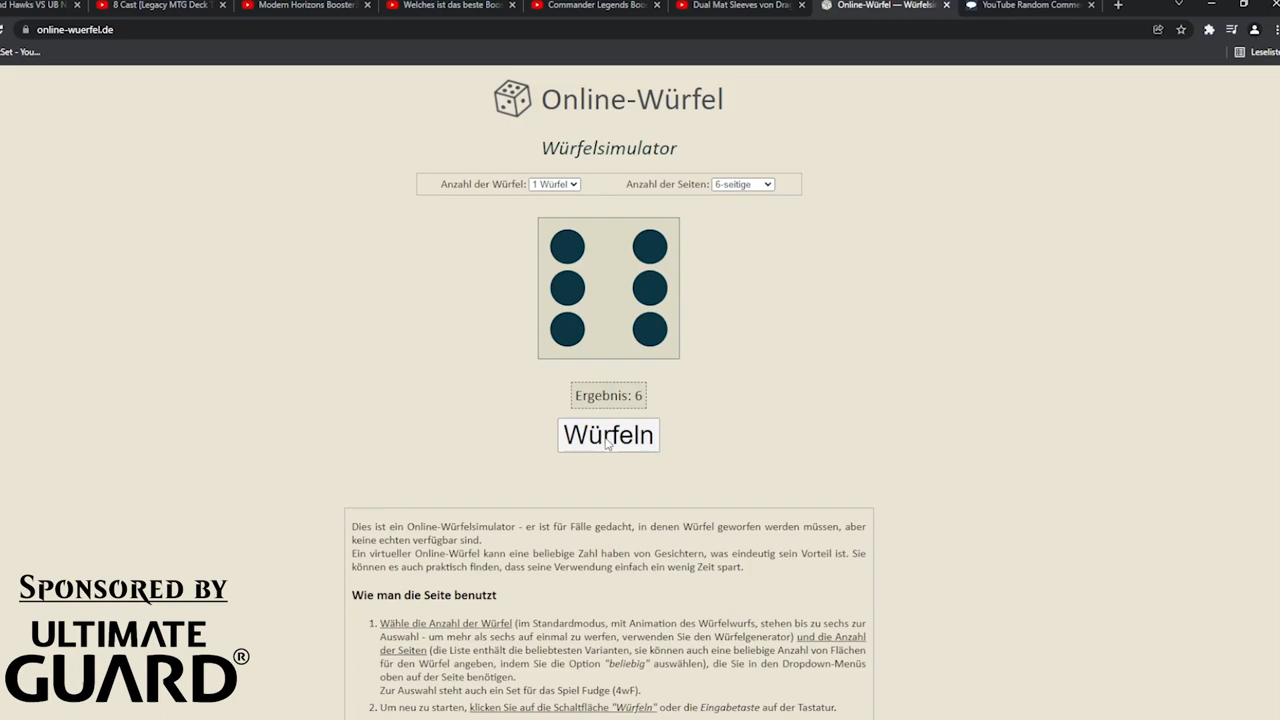 nd Hawks VS UB N
8 Cast (Legacy MTG Deck T
Modern Horizons Booster
Welches ist das beste Boo
Commander Legends Boo
Dual Mat Sleeves von Drag
Online-Würfel — Würfelsi
YouTube Random Comme
online-wuerfel.de
Set - You...
Leseliste
Online-Würfel
Würfelsimulator
Anzahl der Würfel: 1 Würfel
Anzahl der Seiten: 6-seitige
Ergebnis: 6
Würfeln
Dies ist ein Online-Würfelsimulator - er ist für Fälle gedacht, in denen Würfel geworfen werden müssen, aber
keine echten verfügbar sind.
Ein virtueller Online-Würfel kann eine beliebige Zahl haben von Gesichtern, was eindeutig sein Vorteil ist. Sie
können es auch praktisch finden, dass seine Verwendung einfach ein wenig Zeit spart.
Wie man die Seite benutzt
1. Wähle die Anzahl der Würfel (im Standardmodus, mit Animation des Würfelwurfs, stehen bis zu sechs zur
Auswahl - um mehr als sechs auf einmal zu werfen, verwenden Sie den Würfelgenerator) und die Anzahl
der Seiten (die Liste enthält die beliebtesten Varianten, sie können auch eine beliebige Anzahl von Flächen
für den Würfel angeben, indem Sie die Option "beliebig" auswählen), die Sie in den Dropdown-Menüs
oben auf der Seite benötigen.
Zur Auswahl steht auch ein Set für das Spiel Fudge (4wF).
2. Um neu zu starten, klicken Sie auf die Schaltfläche "Würfeln" oder die Eingabetaste auf der Tastatur.
SPONSORED BY
ULTIMATE
GUARD®